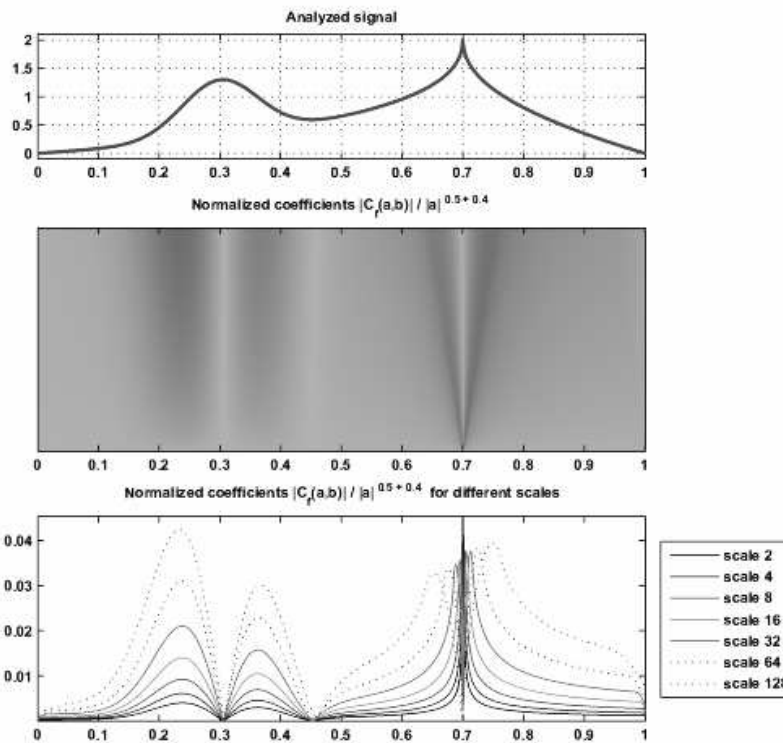 Analyzed signal
2
1.5
1
0.5
0
0 0.1 0.2 0.3 0.4 0.5 0.6 0.7 0.8 0.9 1
Normalized coefficients |C_f(a,b)| / |a|^0.5 + 0.4
0 0.1 0.2 0.3 0.4 0.5 0.6 0.7 0.8 0.9 1
Normalized coefficients |C_f(a,b)| / |a|^0.5 + 0.4 for different scales
0.04
0.03
0.02
0.01
0 0.1 0.2 0.3 0.4 0.5 0.6 0.7 0.8 0.9 1
scale 2
scale 4
scale 8
scale 16
scale 32
scale 64
scale 128